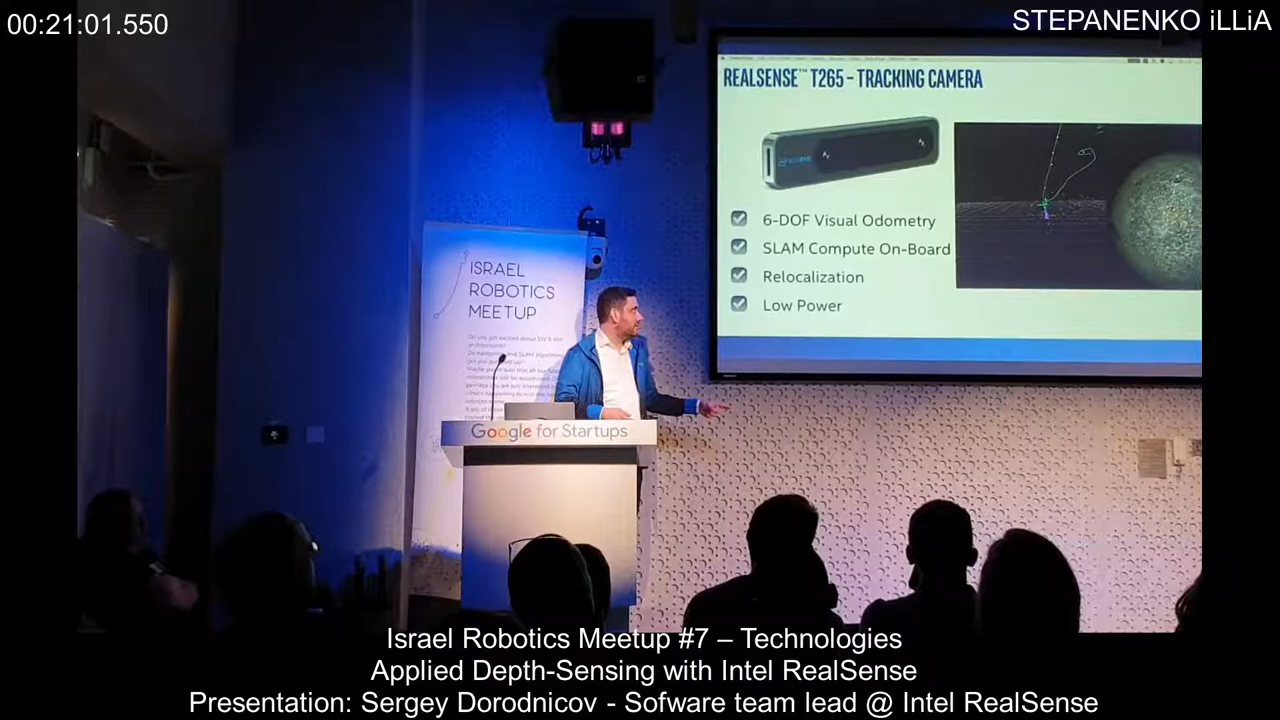 00:21:01.550
STEPANENKO iLLiA
REALSENSE™ T265 – TRACKING CAMERA
6-DOF Visual Odometry
SLAM Compute On-Board
Relocalization
Low Power
ISRAEL
ROBOTICS
MEETUP
Google for Startups
Israel Robotics Meetup #7 – Technologies
Applied Depth-Sensing with Intel RealSense
Presentation: Sergey Dorodnicov - Sofware team lead @ Intel RealSense